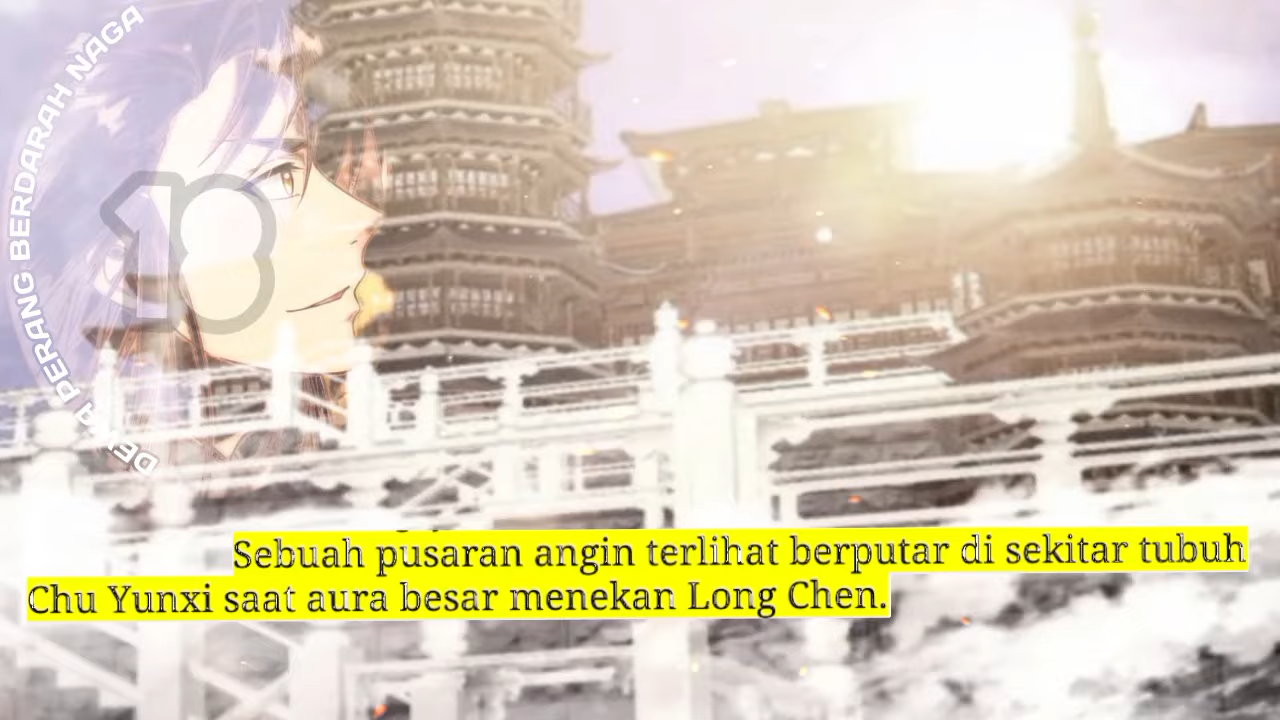 DEWA PERANG BERDARAH NAGA
18
Sebuah pusaran angin terlihat berputar di sekitar tubuh
Chu Yunxi saat aura besar menekan Long Chen.